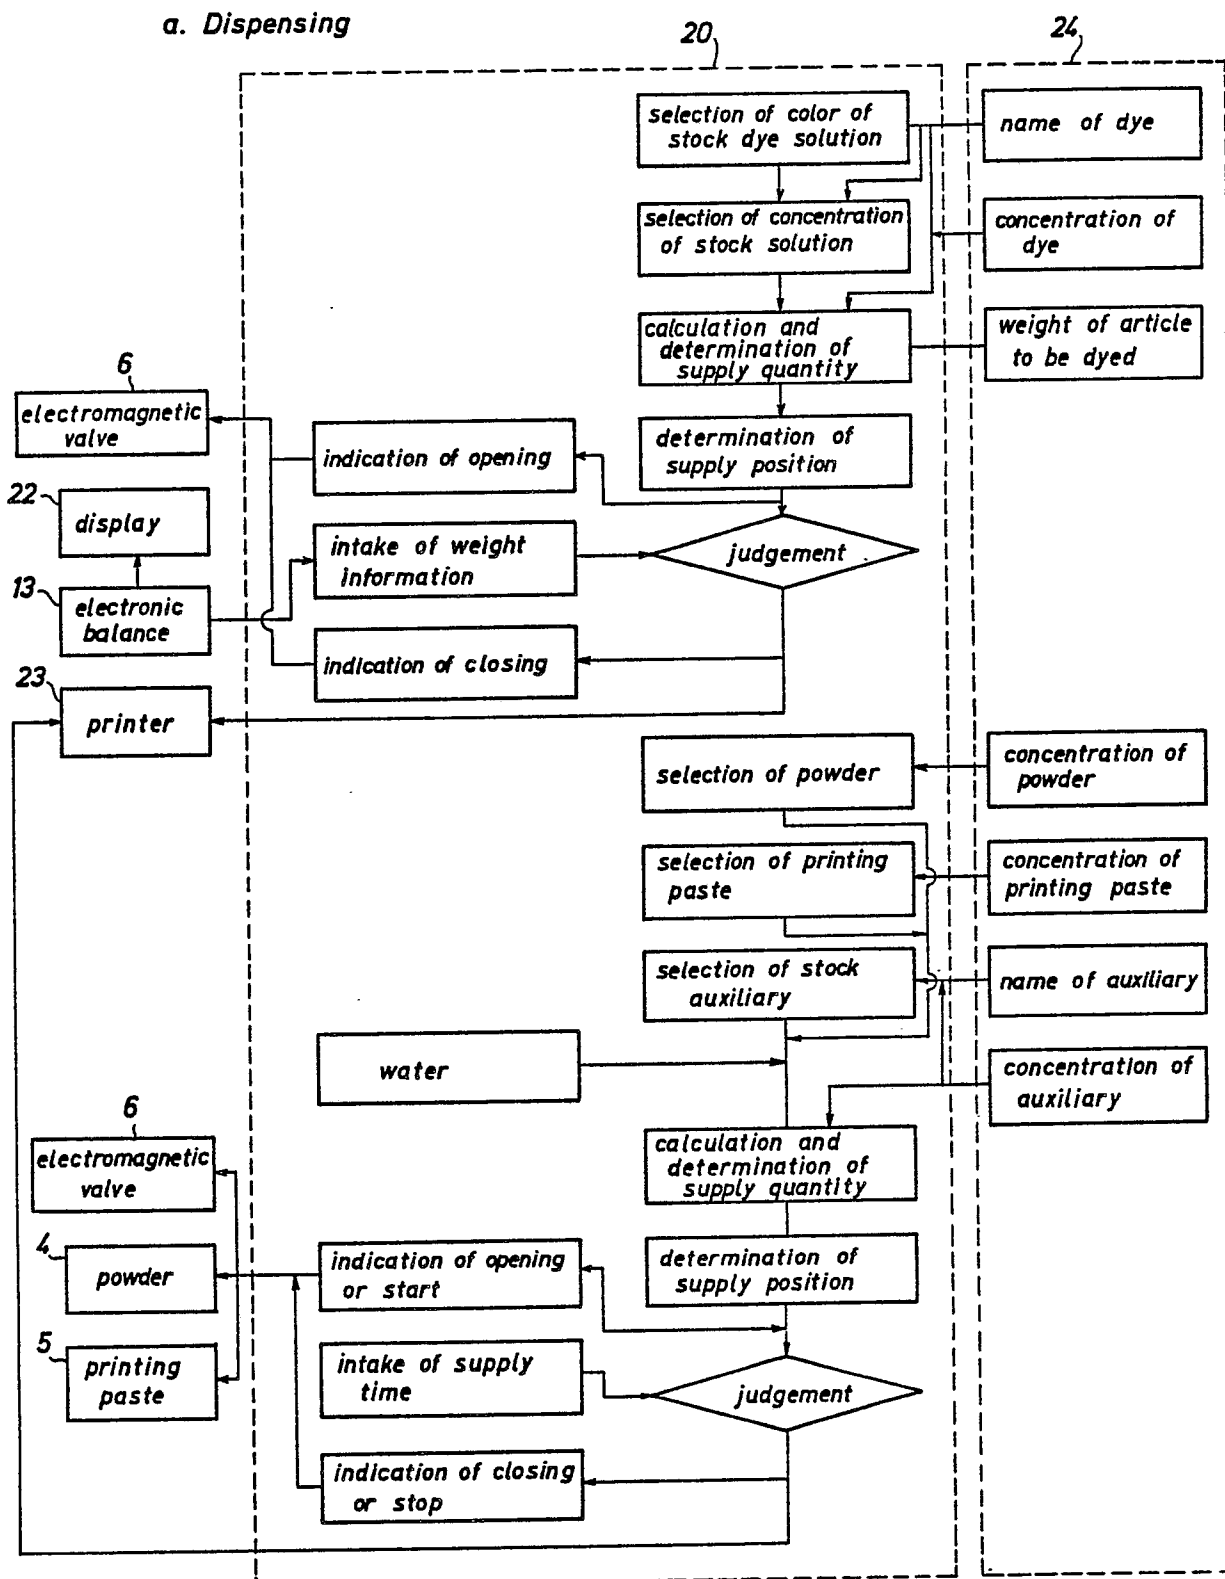 a. Dispensing
20
24
selection of color of
stock dye solution
name of dye
selection of concentration
of stock solution
concentration of
dye
calculation and
determination of
supply quantity
weight of article
to be dyed
6
electromagnetic
valve
indication of opening
determination of
supply position
22
display
intake of weight
information
judgement
13
electronic
balance
indication of closing
23
printer
selection of powder
concentration of
powder
selection of printing
paste
concentration of
printing paste
selection of stock
auxiliary
name of auxiliary
water
concentration of
auxiliary
6
electromagnetic
valve
calculation and
determination of
supply quantity
4
powder
indication of opening
or start
determination of
supply position
5
printing
paste
intake of supply
time
judgement
indication of closing
or stop